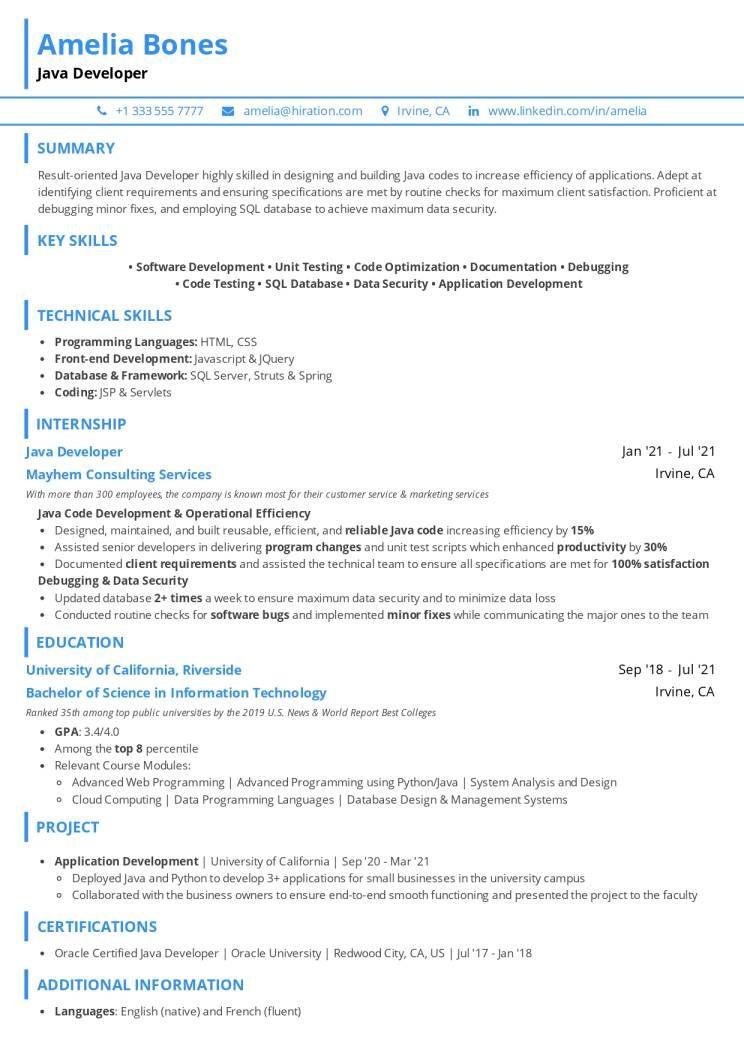 Amelia Bones
Java Developer
+1 333 555 7777 amelia@hiration.com Irvine, CA www.linkedin.com/in/amelia
SUMMARY
Result-oriented Java Developer highly skilled in designing and building Java codes to increase efficiency of applications. Adept at
identifying client requirements and ensuring specifications are met by routine checks for maximum client satisfaction. Proficient at
debugging minor fixes, and employing SQL database to achieve maximum data security.
KEY SKILLS
• Software Development • Unit Testing • Code Optimization • Documentation • Debugging
• Code Testing • SQL Database • Data Security • Application Development
TECHNICAL SKILLS
• Programming Languages: HTML, CSS
• Front-end Development: Javascript & JQuery
• Database & Framework: SQL Server, Struts & Spring
• Coding: JSP & Servlets
INTERNSHIP
Java Developer Jan '21 - Jul '21
Mayhem Consulting Services Irvine, CA
With more than 300 employees, the company is known most for their customer service & marketing services
Java Code Development & Operational Efficiency
• Designed, maintained, and built reusable, efficient, and reliable Java code increasing efficiency by 15%
• Assisted senior developers in delivering program changes and unit test scripts which enhanced productivity by 30%
• Documented client requirements and assisted the technical team to ensure all specifications are met for 100% satisfaction
Debugging & Data Security
• Updated database 2+ times a week to ensure maximum data security and to minimize data loss
• Conducted routine checks for software bugs and implemented minor fixes while communicating the major ones to the team
EDUCATION
University of California, Riverside Sep '18 - Jul '21
Bachelor of Science in Information Technology Irvine, CA
Ranked 35th among top public universities by the 2019 U.S. News & World Report Best Colleges
• GPA: 3.4/4.0
• Among the top 8 percentile
• Relevant Course Modules:
◦ Advanced Web Programming | Advanced Programming using Python/Java | System Analysis and Design
◦ Cloud Computing | Data Programming Languages | Database Design & Management Systems
PROJECT
• Application Development | University of California | Sep '20 - Mar '21
◦ Deployed Java and Python to develop 3+ applications for small businesses in the university campus
◦ Collaborated with the business owners to ensure end-to-end smooth functioning and presented the project to the faculty
CERTIFICATIONS
• Oracle Certified Java Developer | Oracle University | Redwood City, CA, US | Jul '17 - Jan '18
ADDITIONAL INFORMATION
• Languages: English (native) and French (fluent)